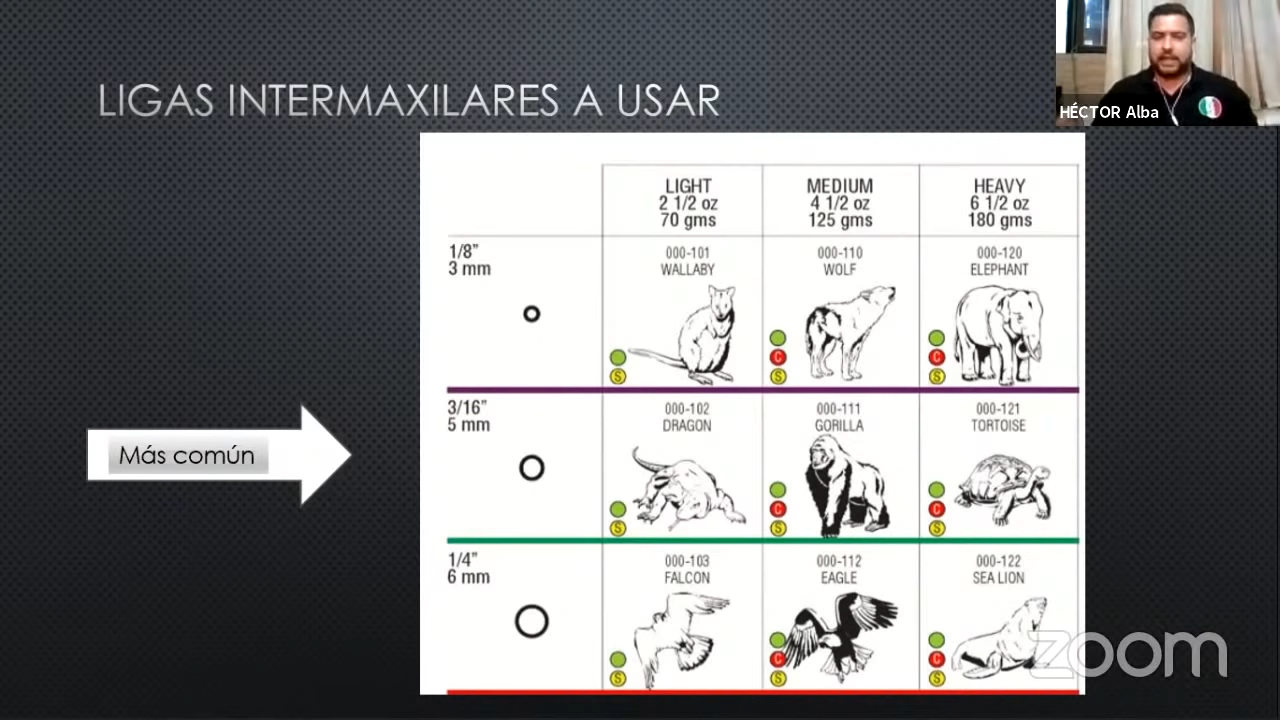 LIGAS INTERMAXILARES A USAR
HÉCTOR Alba
LIGHT
2 1/2 oz
70 gms
MEDIUM
4 1/2 oz
125 gms
HEAVY
6 1/2 oz
180 gms
1/8”
3 mm
000-101
WALLABY
S
000-110
WOLF
C
S
000-120
ELEPHANT
C
S
Más común
3/16”
5 mm
000-102
DRAGON
S
000-111
GORILLA
C
S
000-121
TORTOISE
C
S
1/4”
6 mm
000-103
FALCON
S
000-112
EAGLE
C
S
000-122
SEA LION
C
S
zoom